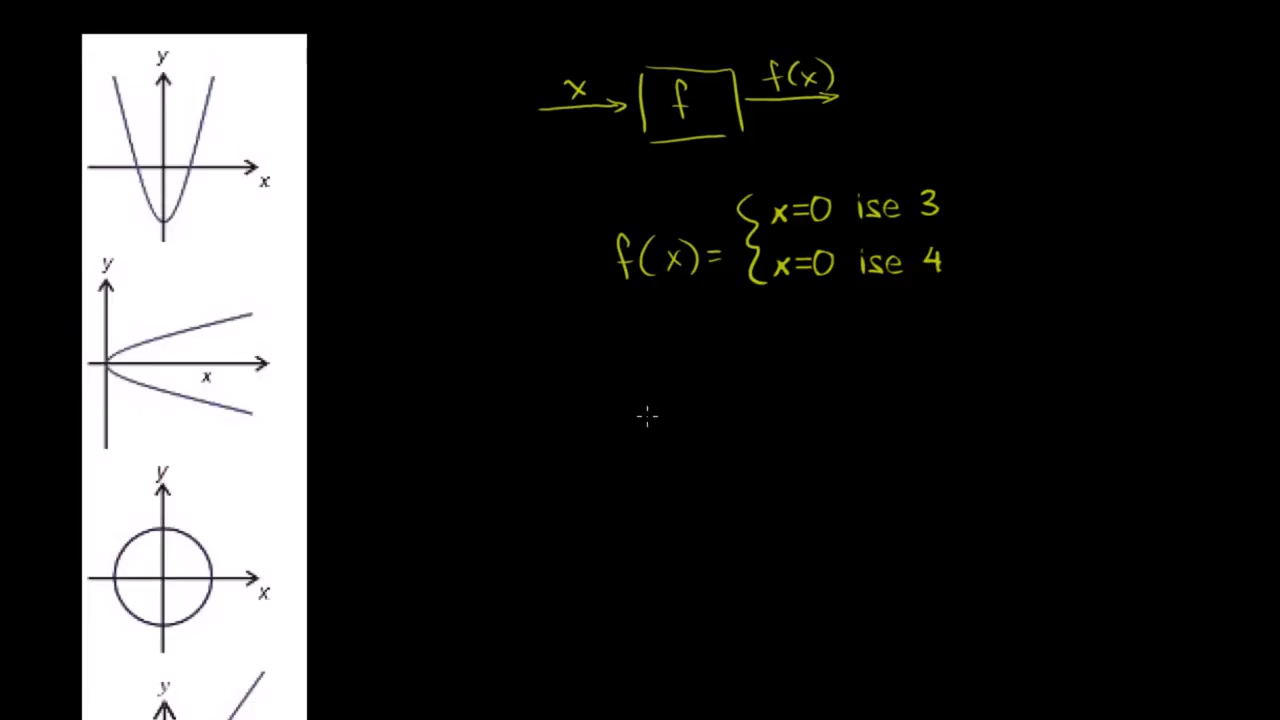 y
x
y
x
y
x
y
x
f
f(x)
f(x)= { x=0 ise 3
x=0 ise 4